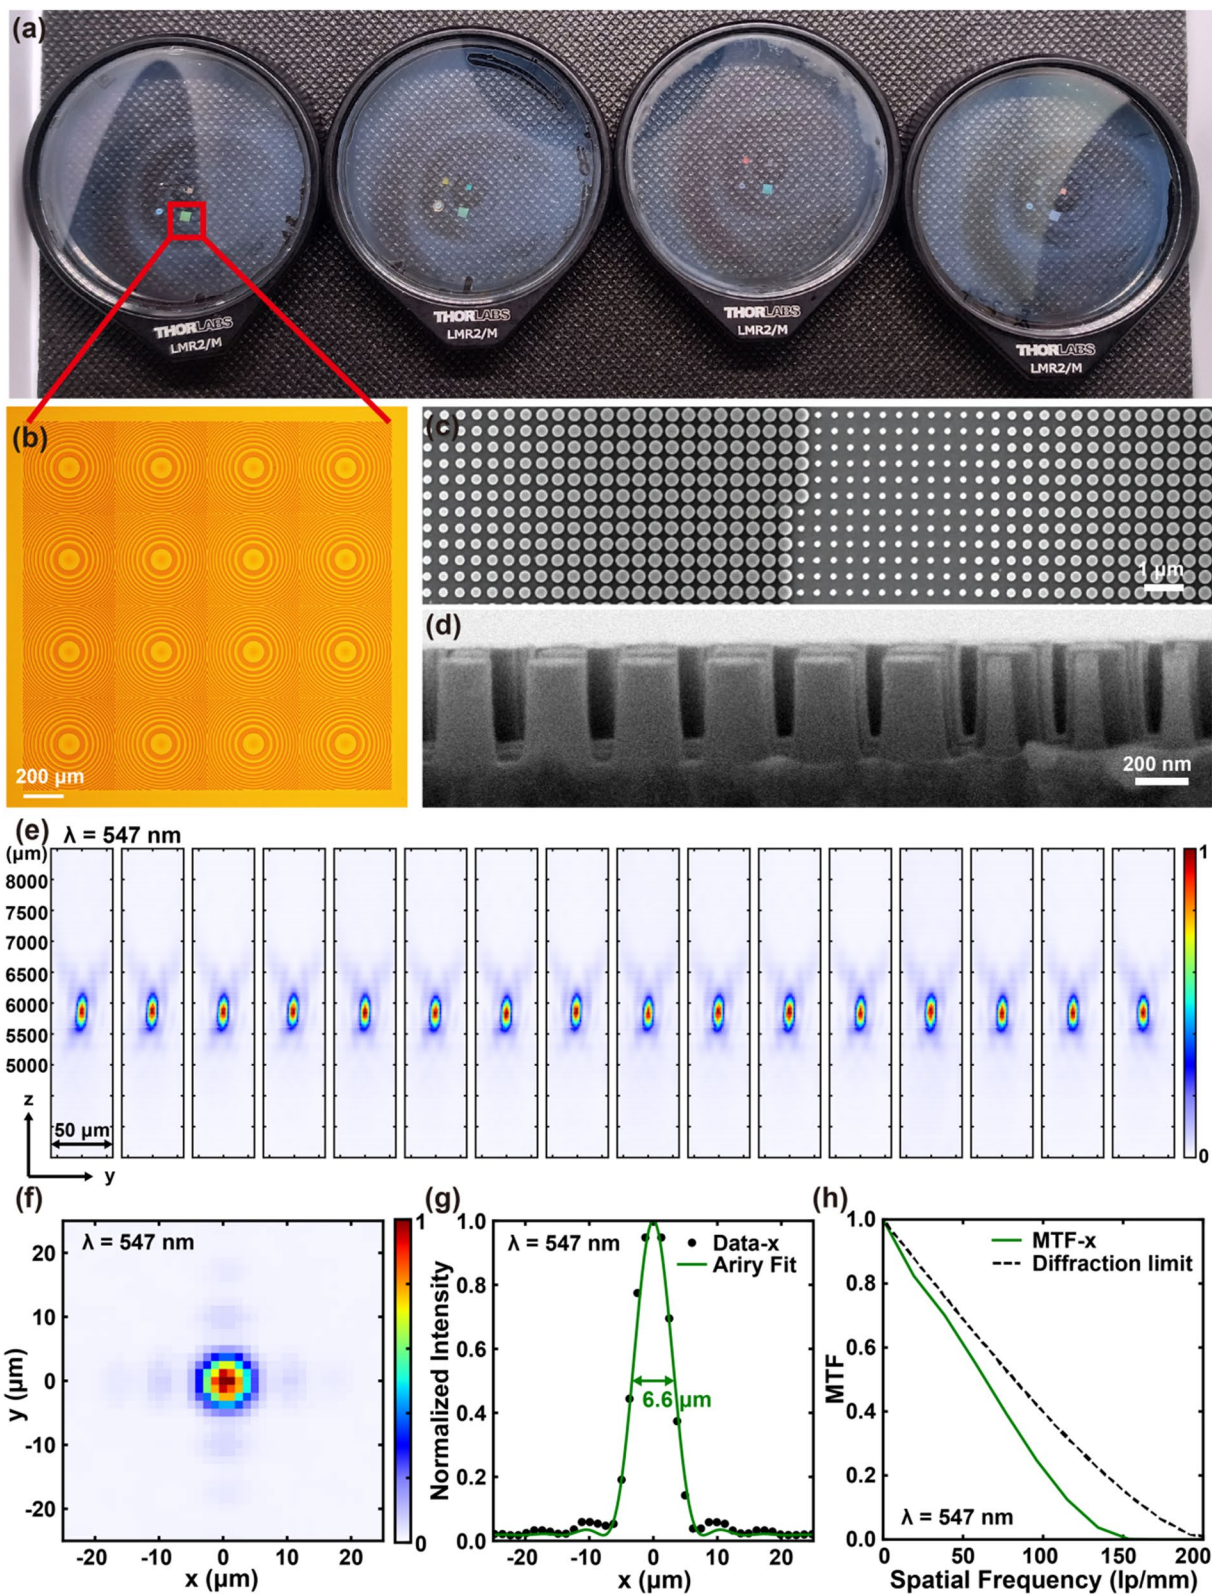 (a)
THORLABS
LMR2/M
THORLABS
LMR2/M
THORLABS
LMR2/M
THORLABS
LMR2/M
(b)
200 μm
(c)
1 μm
(d)
200 nm
(e)
λ = 547 nm
(μm)
8000
7500
7000
6500
6000
5500
5000
z
50 μm
y
1
0
(f)
λ = 547 nm
y (μm)
20
10
0
-10
-20
-20
-10
0
10
20
x (μm)
1
0
(g)
λ = 547 nm
Data-x
Ariry Fit
6.6 μm
Normalized Intensity
1.0
0.8
0.6
0.4
0.2
0.0
-20
-10
0
10
20
x (μm)
(h)
MTF-x
Diffraction limit
λ = 547 nm
MTF
1.0
0.8
0.6
0.4
0.2
0.0
0
50
100
150
200
Spatial Frequency (lp/mm)